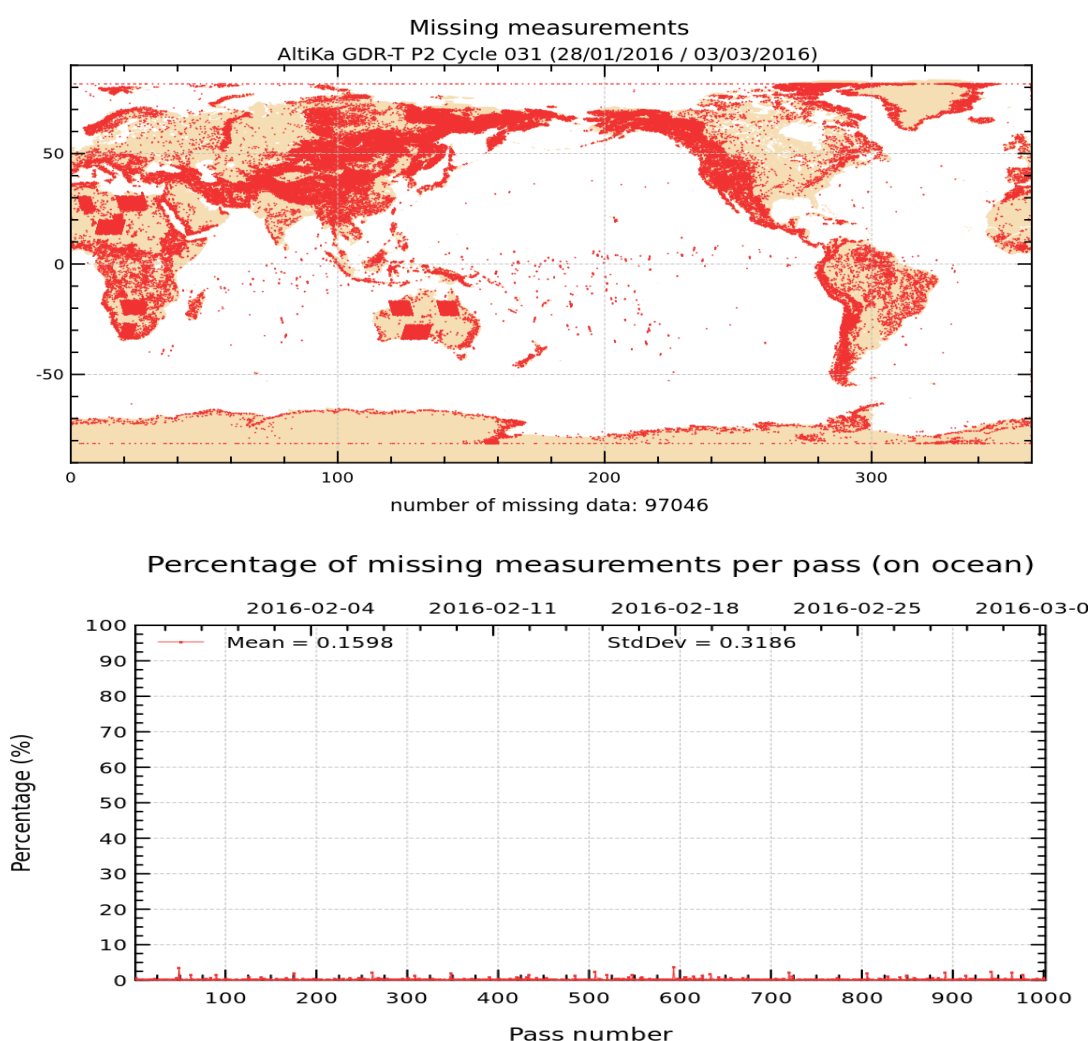 Missing measurements
AltiKa GDR-T P2 Cycle 031 (28/01/2016 / 03/03/2016)
50
0
-50
0 100 200 300
number of missing data: 97046
Percentage of missing measurements per pass (on ocean)
2016-02-04 2016-02-11 2016-02-18 2016-02-25 2016-03-0
Mean = 0.1598 StdDev = 0.3186
100
90
80
70
60
50
40
30
20
10
0
Percentage (%)
100 200 300 400 500 600 700 800 900 1000
Pass number